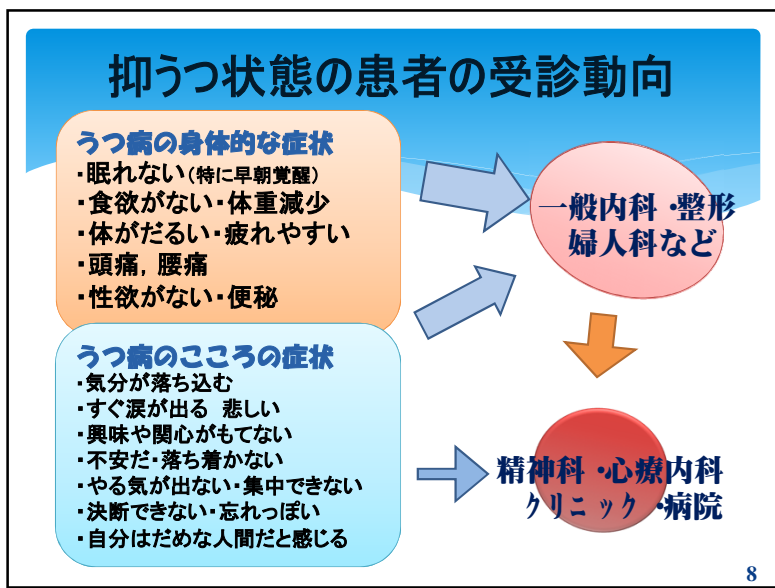 抑うつ状態の患者の受診動向
うつ病の身体的な症状
・眠れない（特に早朝覚醒）
・食欲がない・体重減少
・体がだるい・疲れやすい
・頭痛，腰痛
・性欲がない・便秘
一般内科・整形
婦人科など
うつ病のこころの症状
・気分が落ち込む
・すぐ涙が出る 悲しい
・興味や関心がもてない
・不安だ・落ち着かない
・やる気が出ない・集中できない
・決断できない・忘れっぽい
・自分はだめな人間だと感じる
精神科・心療内科
クリニック・病院
8